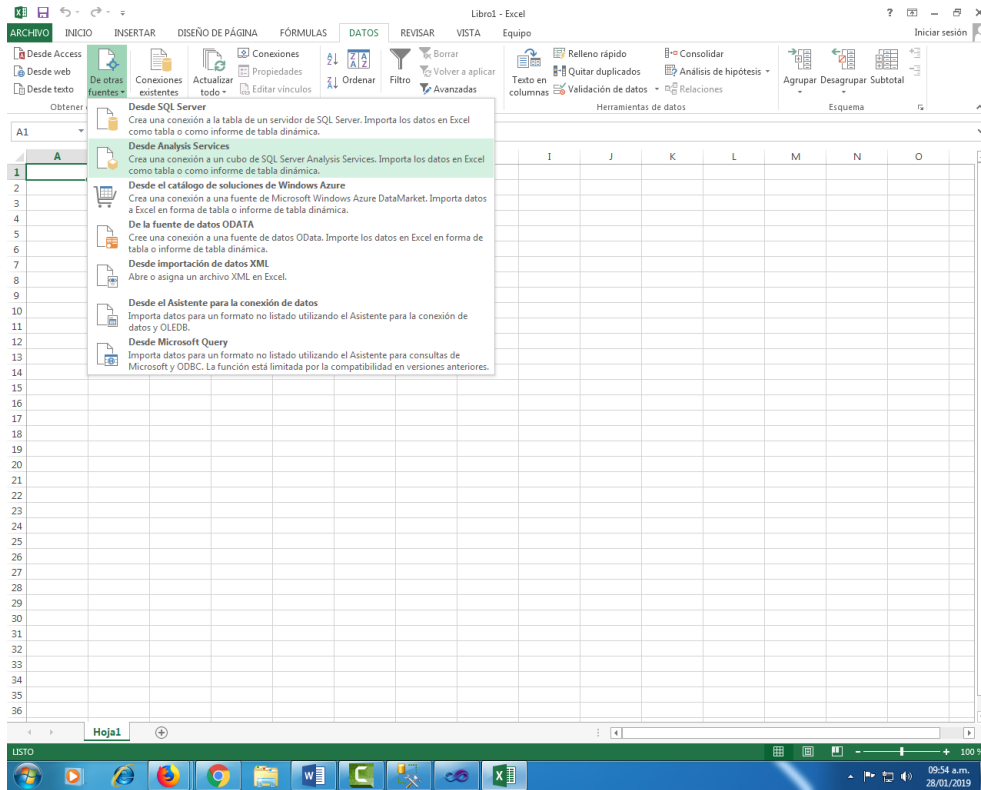 Libro1 - Excel
?
ARCHIVO INICIO INSERTAR DISEÑO DE PÁGINA FÓRMULAS DATOS REVISAR VISTA Equipo Iniciar sesión
Desde Access
Desde web
Desde texto
De otras fuentes
Conexiones existentes
Actualizar todo
Conexiones
Propiedades
Editar vínculos
Ordenar
Filtro
Borrar
Volver a aplicar
Avanzadas
Texto en columnas
Relleno rápido
Quitar duplicados
Validación de datos
Consolidar
Análisis de hipótesis
Relaciones
Agrupar Desagrupar Subtotal
Obtener
Herramientas de datos
Esquema
Desde SQL Server
Crea una conexión a la tabla de un servidor de SQL Server. Importa los datos en Excel
como tabla o como informe de tabla dinámica.
Desde Analysis Services
Crea una conexión a un cubo de SQL Server Analysis Services. Importa los datos en Excel
como tabla o como informe de tabla dinámica.
Desde el catálogo de soluciones de Windows Azure
Crea una conexión a una fuente de Microsoft Windows Azure DataMarket. Importa datos
a Excel en forma de tabla o informe de tabla dinámica.
De la fuente de datos ODATA
Cree una conexión a una fuente de datos OData. Importe los datos en Excel en forma de
tabla o informe de tabla dinámica.
Desde importación de datos XML
Abre o asigna un archivo XML en Excel.
Desde el Asistente para la conexión de datos
Importa datos para un formato no listado utilizando el Asistente para la conexión de
datos y OLEDB.
Desde Microsoft Query
Importa datos para un formato no listado utilizando el Asistente para consultas de
Microsoft y ODBC. La función está limitada por la compatibilidad en versiones anteriores.
A1
A I J K L M N O
1
2
3
4
5
6
7
8
9
10
11
12
13
14
15
16
17
18
19
20
21
22
23
24
25
26
27
28
29
30
31
32
33
34
35
36
Hoja1
LISTO
100 %
09:54 a.m.
28/01/2019